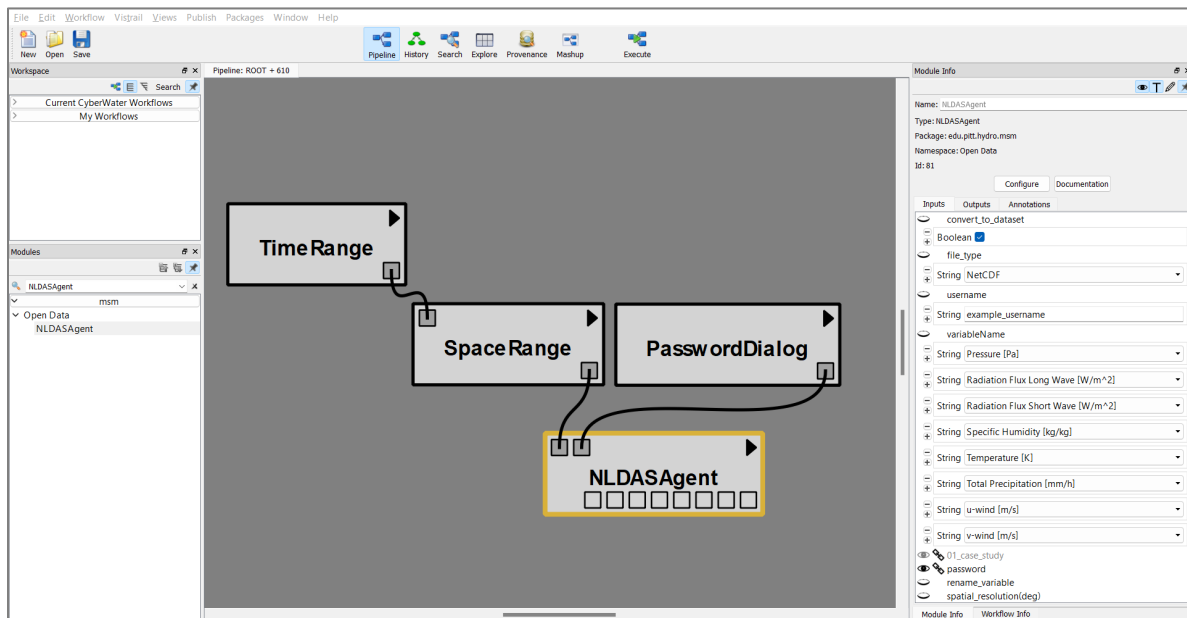 File Edit Workflow Vistrail Views Publish Packages Window Help
New Open Save Pipeline History Search Explore Provenance Mashup Execute
Workspace
Search
Current CyberWater Workflows
My Workflows
Modules
NLDASAgent
msm
Open Data
NLDASAgent
Pipeline: ROOT + 610
TimeRange
SpaceRange
PasswordDialog
NLDASAgent
Module Info
Name: NLDASAgent
Type: NLDASAgent
Package: edu.pitt.hydro.msm
Namespace: Open Data
Id: 81
Configure Documentation
Inputs Outputs Annotations
convert_to_dataset
Boolean
file_type
String NetCDF
username
String example_username
variableName
String Pressure [Pa]
String Radiation Flux Long Wave [W/m^2]
String Radiation Flux Short Wave [W/m^2]
String Specific Humidity [kg/kg]
String Temperature [K]
String Total Precipitation [mm/h]
String u-wind [m/s]
String v-wind [m/s]
01_case_study
password
rename_variable
spatial_resolution(deg)
Module Info Workflow Info